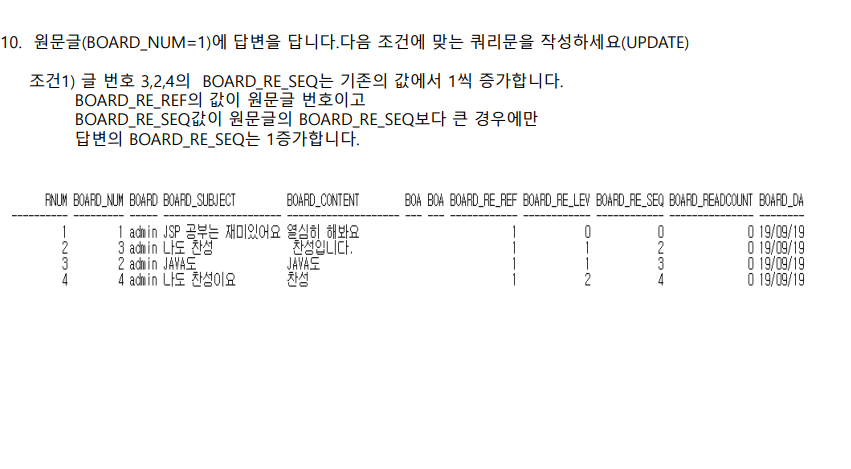 10. 원문글(BOARD_NUM=1)에 답변을 답니다.다음 조건에 맞는 쿼리문을 작성하세요(UPDATE)
조건1) 글 번호 3,2,4의 BOARD_RE_SEQ는 기존의 값에서 1씩 증가합니다.
BOARD_RE_REF의 값이 원문글 번호이고
BOARD_RE_SEQ값이 원문글의 BOARD_RE_SEQ보다 큰 경우에만
답변의 BOARD_RE_SEQ는 1증가합니다.
RNUM BOARD_NUM BOARD BOARD_SUBJECT BOARD_CONTENT BOA BOA BOARD_RE_REF BOARD_RE_LEV BOARD_RE_SEQ BOARD_READCOUNT BOARD_DA
---------- ---------- ----- -------------------- -------------------- --- --- ------------ ------------ ------------ --------------- --------
1 1 admin JSP 공부는 재미있어요 열심히 해봐요 1 0 0 0 19/09/19
2 3 admin 나도 찬성 찬성입니다. 1 1 2 0 19/09/19
3 2 admin JAVA도 JAVA도 1 1 3 0 19/09/19
4 4 admin 나도 찬성이요 찬성 1 2 4 0 19/09/19